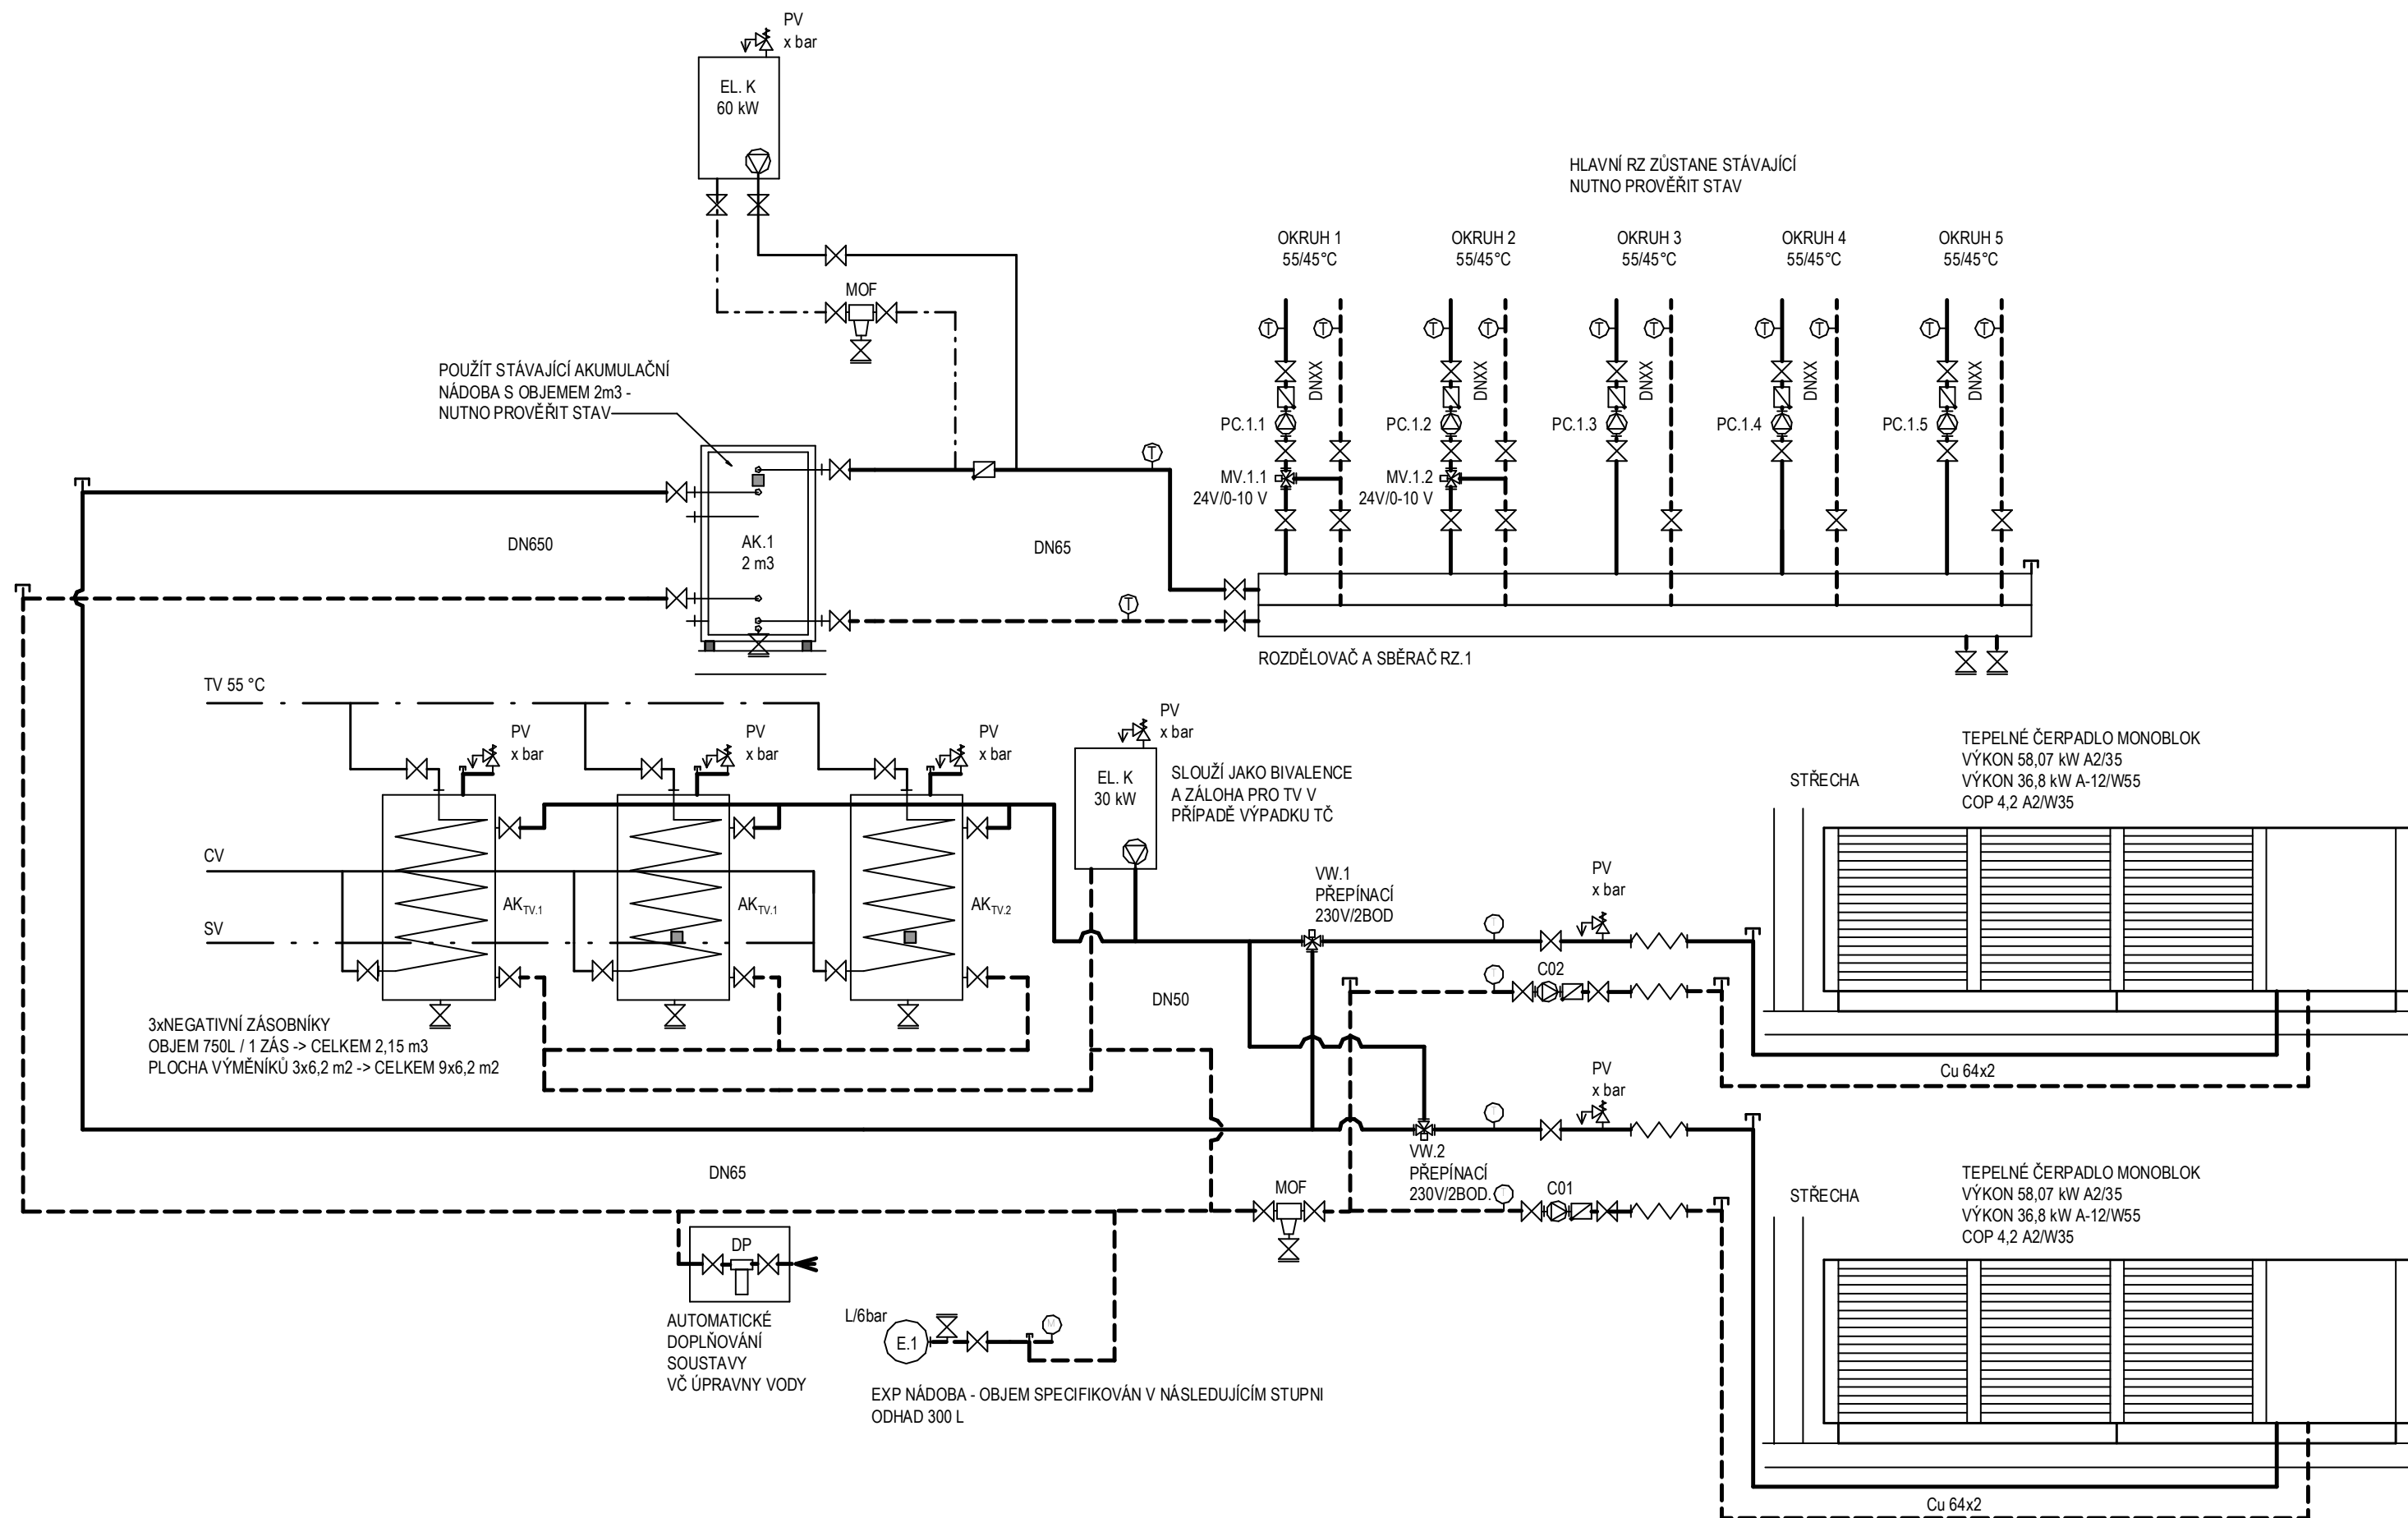 PV
x bar
EL. K
60 kW
MOF
POUŽÍT STÁVAJÍCÍ AKUMULAČNÍ
NÁDOBA S OBJEMEM 2m3 -
NUTNO PROVĚŘIT STAV
HLAVNÍ RZ ZŮSTANE STÁVAJÍCÍ
NUTNO PROVĚŘIT STAV
OKRUH 1
55/45°C
OKRUH 2
55/45°C
OKRUH 3
55/45°C
OKRUH 4
55/45°C
OKRUH 5
55/45°C
T
T
T
T
T
T
T
T
T
T
DNXX
DNXX
DNXX
DNXX
DNXX
PC.1.1
PC.1.2
PC.1.3
PC.1.4
PC.1.5
MV.1.1
24V/0-10 V
MV.1.2
24V/0-10 V
T
DN650
AK.1
2 m3
DN65
T
ROZDĚLOVAČ A SBĚRAČ RZ.1
TV 55 °C
PV
x bar
PV
x bar
PV
x bar
PV
x bar
EL. K
30 kW
SLOUŽÍ JAKO BIVALENCE
A ZÁLOHA PRO TV V
PŘÍPADĚ VÝPADKU TČ
CV
SV
AKTV.1
AKTV.1
AKTV.2
3xNEGATIVNÍ ZÁSOBNÍKY
OBJEM 750L / 1 ZÁS -> CELKEM 2,15 m3
PLOCHA VÝMĚNÍKŮ 3x6,2 m2 -> CELKEM 9x6,2 m2
VW.1
PŘEPÍNACÍ
230V/2BOD
PV
x bar
T
T
C02
DN50
STŘECHA
TEPELNÉ ČERPADLO MONOBLOK
VÝKON 58,07 kW A2/35
VÝKON 36,8 kW A-12/W55
COP 4,2 A2/W35
Cu 64x2
PV
x bar
T
VW.2
PŘEPÍNACÍ
230V/2BOD.
T
C01
MOF
DN65
STŘECHA
TEPELNÉ ČERPADLO MONOBLOK
VÝKON 58,07 kW A2/35
VÝKON 36,8 kW A-12/W55
COP 4,2 A2/W35
Cu 64x2
DP
AUTOMATICKÉ
DOPLŇOVÁNÍ
SOUSTAVY
VČ ÚPRAVNY VODY
L/6bar
E.1
M
EXP NÁDOBA - OBJEM SPECIFIKOVÁN V NÁSLEDUJÍCÍM STUPNI
ODHAD 300 L